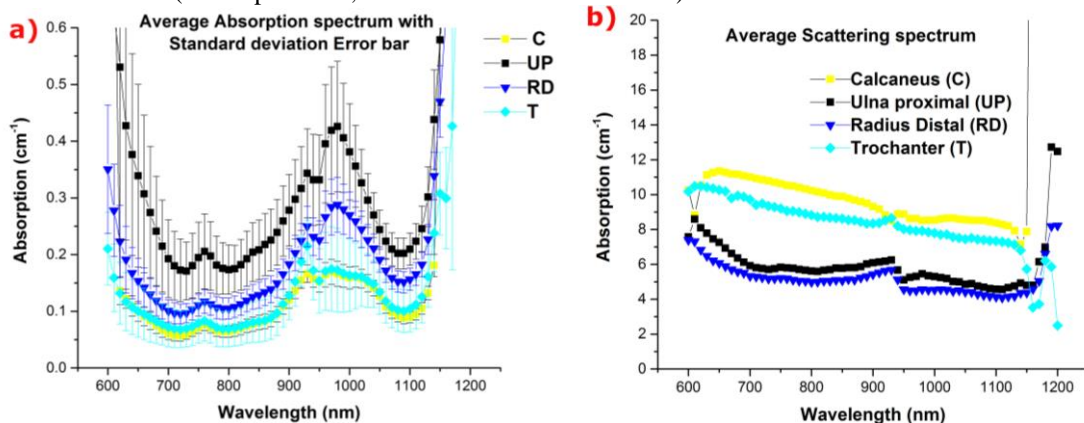 a)
Average Absorption spectrum with
Standard deviation Error bar
C
UP
RD
T
Absorption (cm⁻¹)
0.6
0.5
0.4
0.3
0.2
0.1
0.0
600 700 800 900 1000 1100 1200
Wavelength (nm)
b)
Average Scattering spectrum
Calcaneus (C)
Ulna proximal (UP)
Radius Distal (RD)
Trochanter (T)
Absorption (cm⁻¹)
20
18
16
14
12
10
8
6
4
2
0
600 700 800 900 1000 1100 1200
Wavelength (nm)